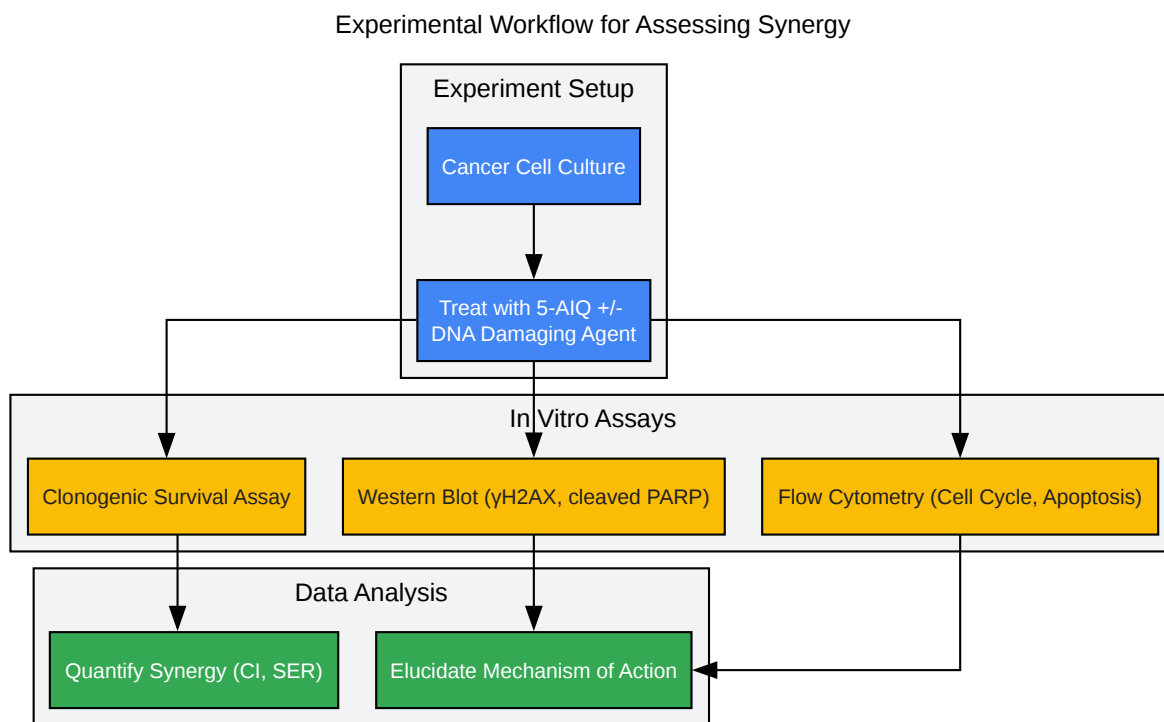 Experimental Workflow for Assessing Synergy
Experiment Setup
Cancer Cell Culture
Treat with 5-AIQ +/-
DNA Damaging Agent
In Vitro Assays
Clonogenic Survival Assay
Western Blot (γH2AX, cleaved PARP)
Flow Cytometry (Cell Cycle, Apoptosis)
Data Analysis
Quantify Synergy (CI, SER)
Elucidate Mechanism of Action